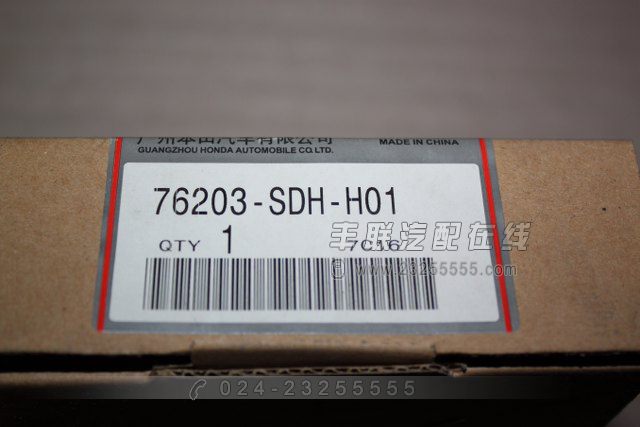 广州本田汽车有限公司
GUANGZHOU HONDA AUTOMOBILE CO.LTD.
MADE IN CHINA
76203-SDH-H01
QTY 1 7C16
丰联汽配在线
www.23255555.com
024-23255555